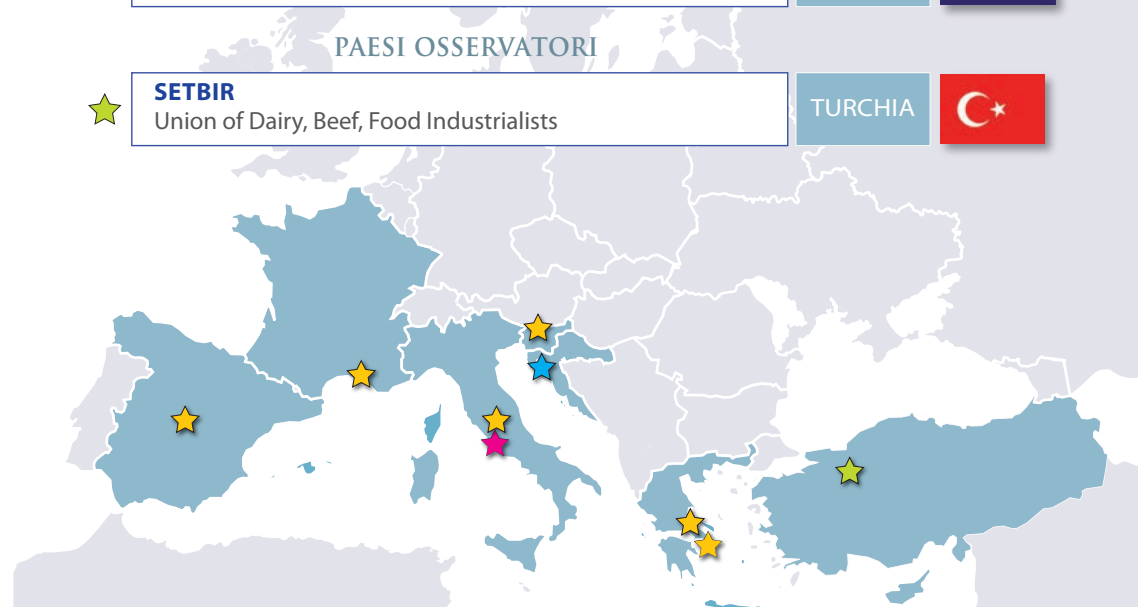 PAESI OSSERVATORI
SETBIR
Union of Dairy, Beef, Food Industrialists
TURCHIA